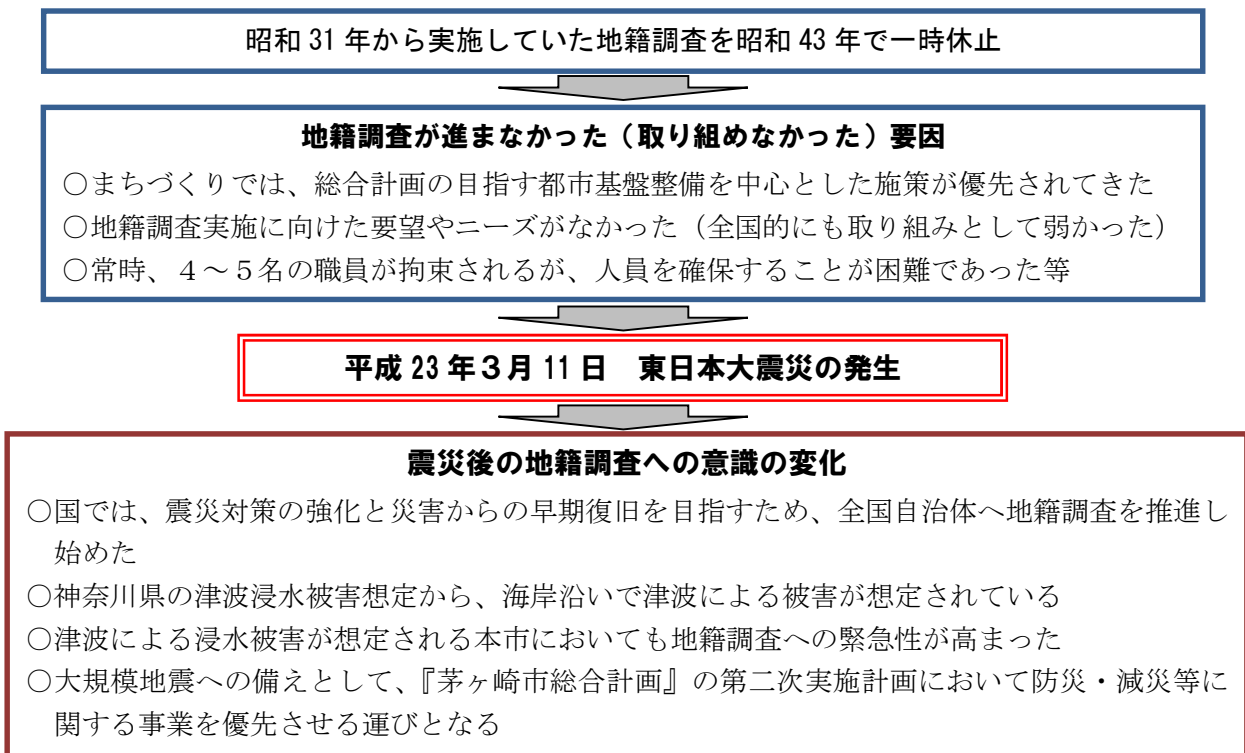 昭和 31 年から実施していた地籍調査を昭和 43 年で一時休止
地籍調査が進まなかった（取り組めなかった）要因
○まちづくりでは、総合計画の目指す都市基盤整備を中心とした施策が優先されてきた
○地籍調査実施に向けた要望やニーズがなかった（全国的にも取り組みとして弱かった）
○常時、４～５名の職員が拘束されるが、人員を確保することが困難であった等
平成 23 年３月 11 日　東日本大震災の発生
震災後の地籍調査への意識の変化
○国では、震災対策の強化と災害からの早期復旧を目指すため、全国自治体へ地籍調査を推進し
始めた
○神奈川県の津波浸水被害想定から、海岸沿いで津波による被害が想定されている
○津波による浸水被害が想定される本市においても地籍調査への緊急性が高まった
○大規模地震への備えとして、『茅ヶ崎市総合計画』の第二次実施計画において防災・減災等に
関する事業を優先させる運びとなる